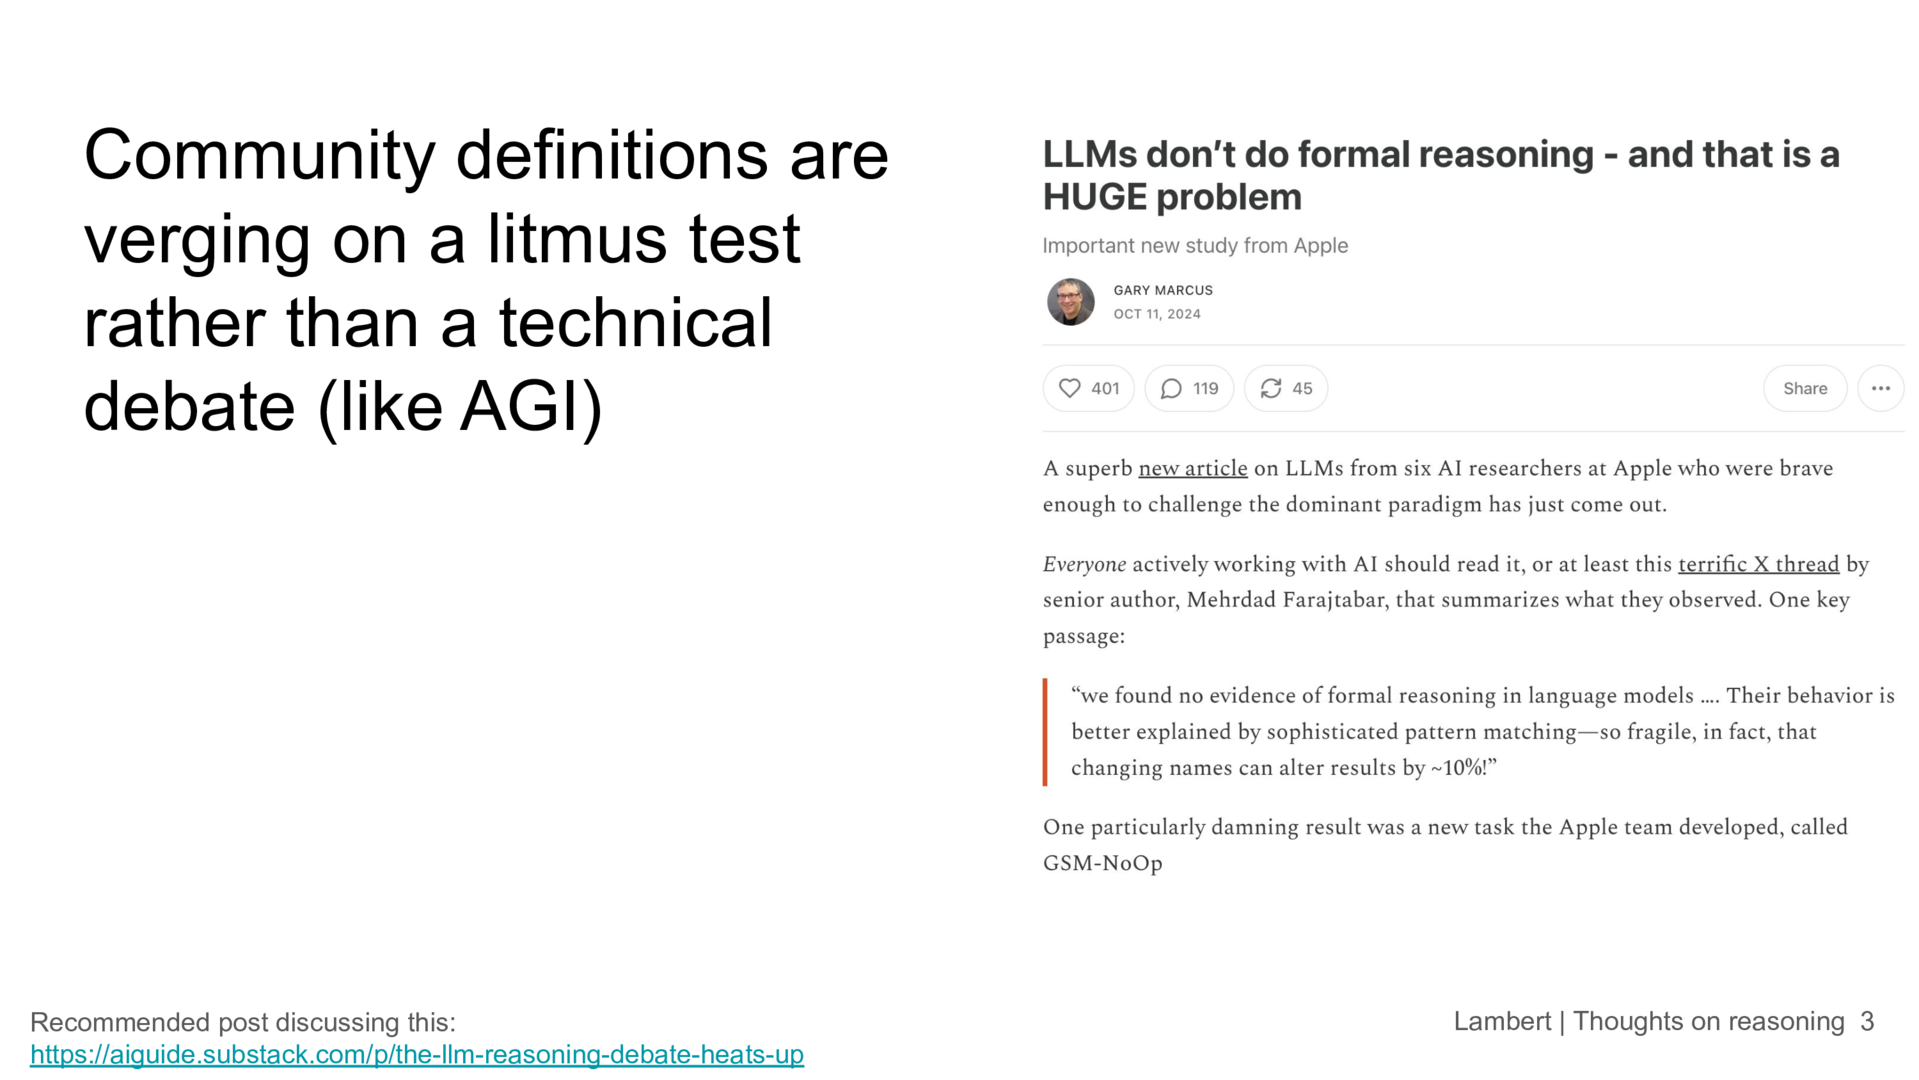 Community definitions are
verging on a litmus test
rather than a technical
debate (like AGI)
LLMs don’t do formal reasoning - and that is a
HUGE problem
Important new study from Apple
GARY MARCUS
OCT 11, 2024
401
119
45
Share
A superb new article on LLMs from six AI researchers at Apple who were brave
enough to challenge the dominant paradigm has just come out.
Everyone actively working with AI should read it, or at least this terrific X thread by
senior author, Mehrdad Farajtabar, that summarizes what they observed. One key
passage:
“we found no evidence of formal reasoning in language models …. Their behavior is
better explained by sophisticated pattern matching—so fragile, in fact, that
changing names can alter results by ~10%!”
One particularly damning result was a new task the Apple team developed, called
GSM-NoOp
Recommended post discussing this:
https://aiguide.substack.com/p/the-llm-reasoning-debate-heats-up
Lambert | Thoughts on reasoning 3